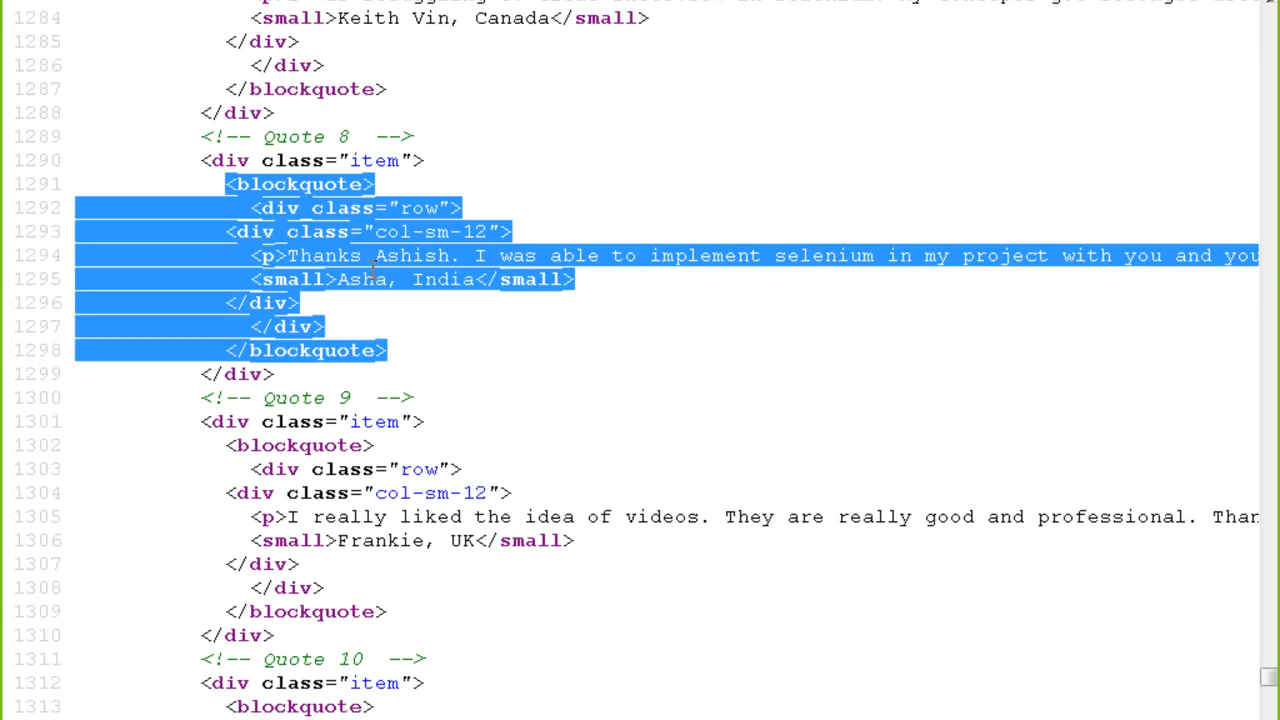 1284 <small>Keith Vin, Canada</small>
1285 </div>
1286 </div>
1287 </blockquote>
1288 </div>
1289 <!-- Quote 8  -->
1290 <div class="item">
1291 <blockquote>
1292 <div class="row">
1293 <div class="col-sm-12">
1294 <p>Thanks Ashish. I was able to implement selenium in my project with you and you
1295 <small>Asha, India</small>
1296 </div>
1297 </div>
1298 </blockquote>
1299 </div>
1300 <!-- Quote 9  -->
1301 <div class="item">
1302 <blockquote>
1303 <div class="row">
1304 <div class="col-sm-12">
1305 <p>I really liked the idea of videos. They are really good and professional. Than
1306 <small>Frankie, UK</small>
1307 </div>
1308 </div>
1309 </blockquote>
1310 </div>
1311 <!-- Quote 10  -->
1312 <div class="item">
1313 <blockquote>